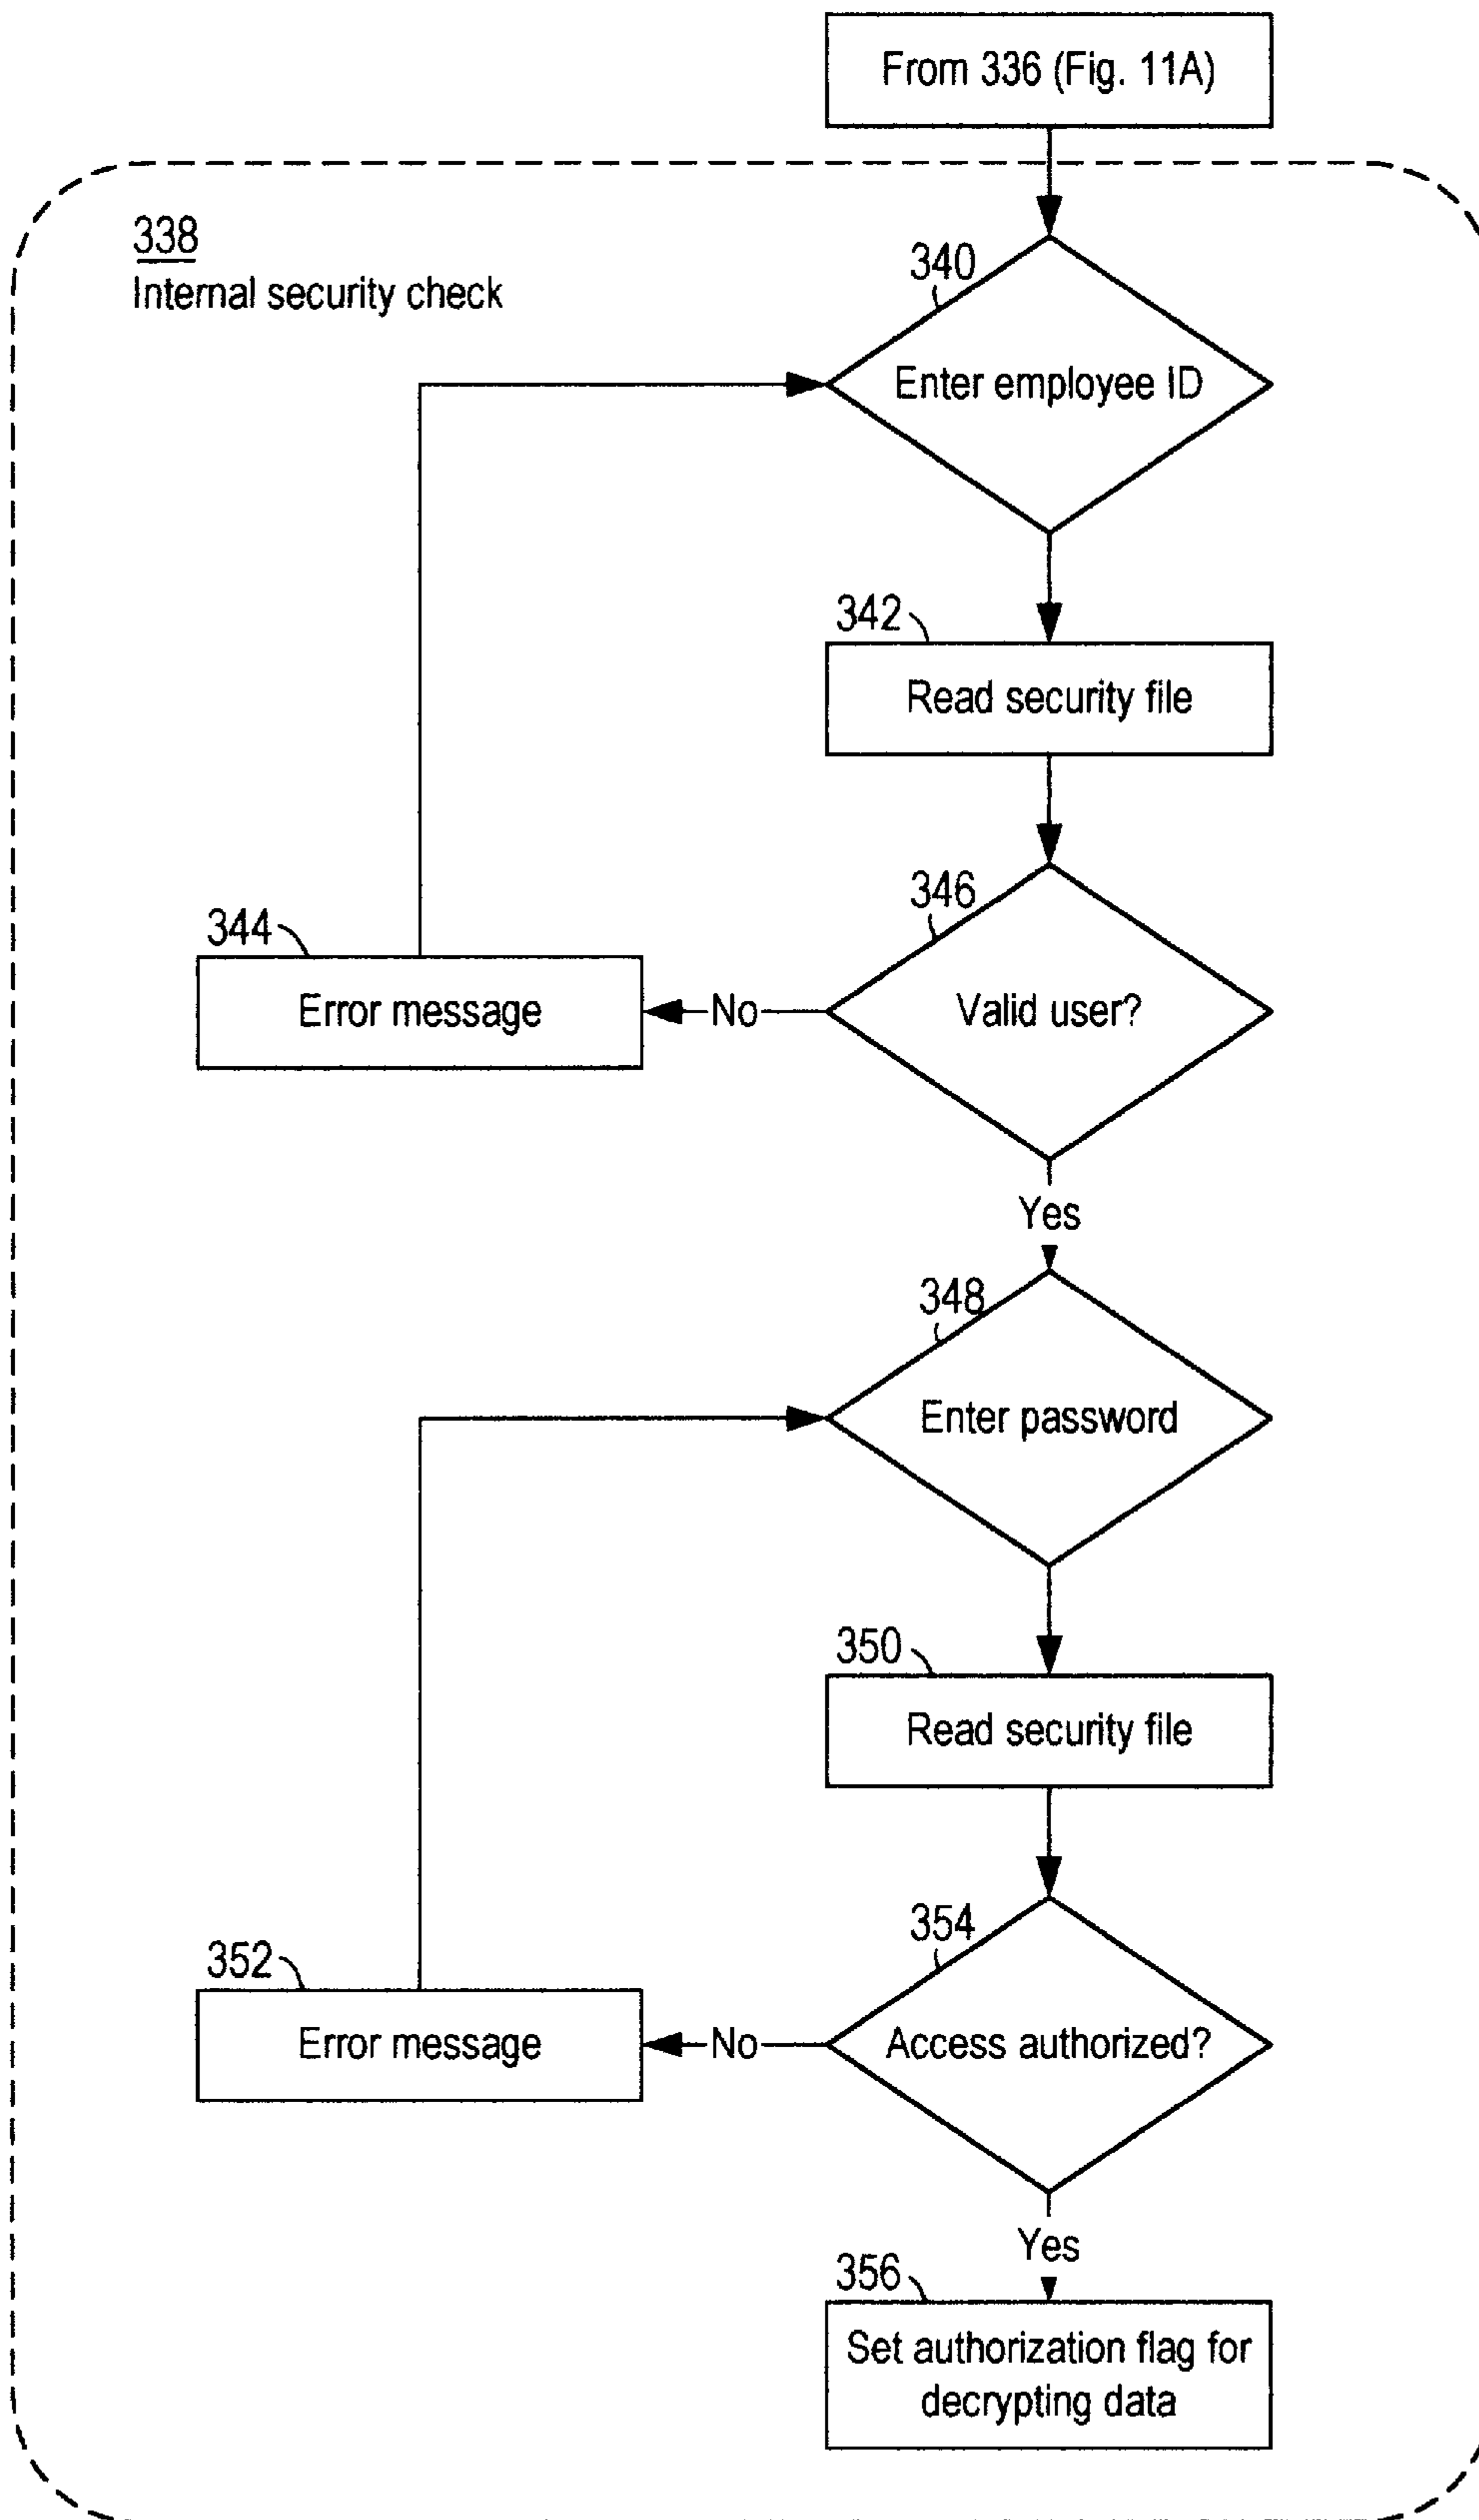 From 336 (Fig. 11A)
338
Internal security check
340
Enter employee ID
342
Read security file
346
Valid user?
344
Error message
No
Yes
348
Enter password
350
Read security file
354
Access authorized?
352
Error message
No
Yes
356
Set authorization flag for
decrypting data